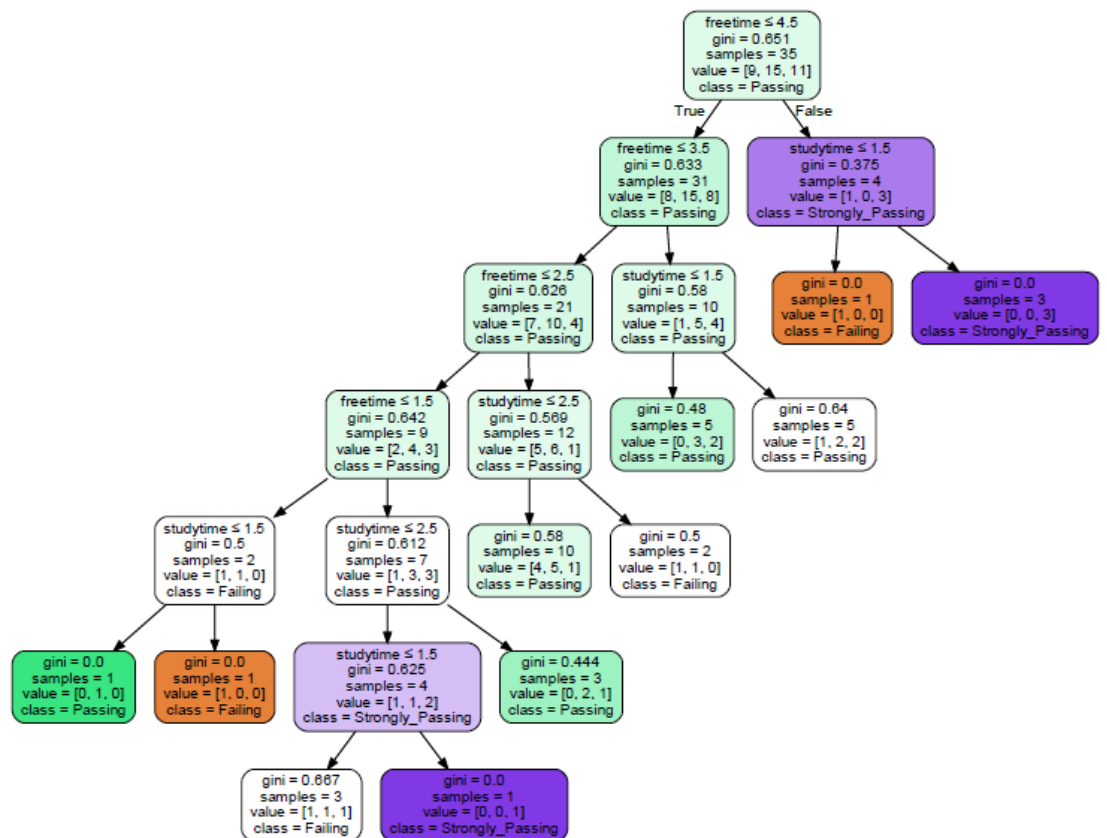 freetime ≤ 4.5
gini = 0.651
samples = 35
value = [9, 15, 11]
class = Passing
True
False
freetime ≤ 3.5
gini = 0.633
samples = 31
value = [8, 15, 8]
class = Passing
studytime ≤ 1.5
gini = 0.375
samples = 4
value = [1, 0, 3]
class = Strongly_Passing
freetime ≤ 2.5
gini = 0.626
samples = 21
value = [7, 10, 4]
class = Passing
studytime ≤ 1.5
gini = 0.58
samples = 10
value = [1, 5, 4]
class = Passing
gini = 0.0
samples = 1
value = [1, 0, 0]
class = Failing
gini = 0.0
samples = 3
value = [0, 0, 3]
class = Strongly_Passing
freetime ≤ 1.5
gini = 0.642
samples = 9
value = [2, 4, 3]
class = Passing
studytime ≤ 2.5
gini = 0.569
samples = 12
value = [5, 6, 1]
class = Passing
gini = 0.48
samples = 5
value = [0, 3, 2]
class = Passing
gini = 0.64
samples = 5
value = [1, 2, 2]
class = Passing
studytime ≤ 1.5
gini = 0.5
samples = 2
value = [1, 1, 0]
class = Failing
studytime ≤ 2.5
gini = 0.612
samples = 7
value = [1, 3, 3]
class = Passing
gini = 0.58
samples = 10
value = [4, 5, 1]
class = Passing
gini = 0.5
samples = 2
value = [1, 1, 0]
class = Failing
gini = 0.0
samples = 1
value = [0, 1, 0]
class = Passing
gini = 0.0
samples = 1
value = [1, 0, 0]
class = Failing
studytime ≤ 1.5
gini = 0.625
samples = 4
value = [1, 1, 2]
class = Strongly_Passing
gini = 0.444
samples = 3
value = [0, 2, 1]
class = Passing
gini = 0.667
samples = 3
value = [1, 1, 1]
class = Failing
gini = 0.0
samples = 1
value = [0, 0, 1]
class = Strongly_Passing